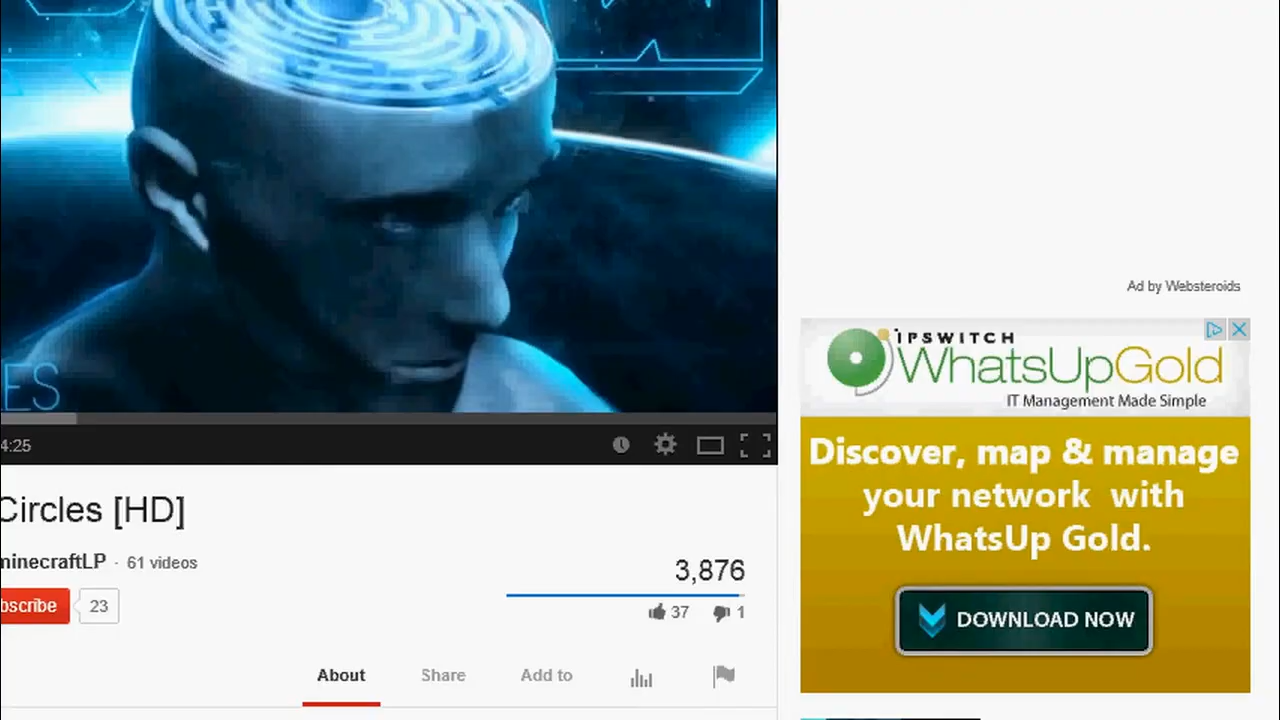 ES
4:25
Circles [HD]
minecraftLP · 61 videos
bscribe
23
3,876
37
1
About
Share
Add to
Ad by Websteroids
IPSWITCH
WhatsUpGold
IT Management Made Simple
Discover, map & manage
your network with
WhatsUp Gold.
DOWNLOAD NOW